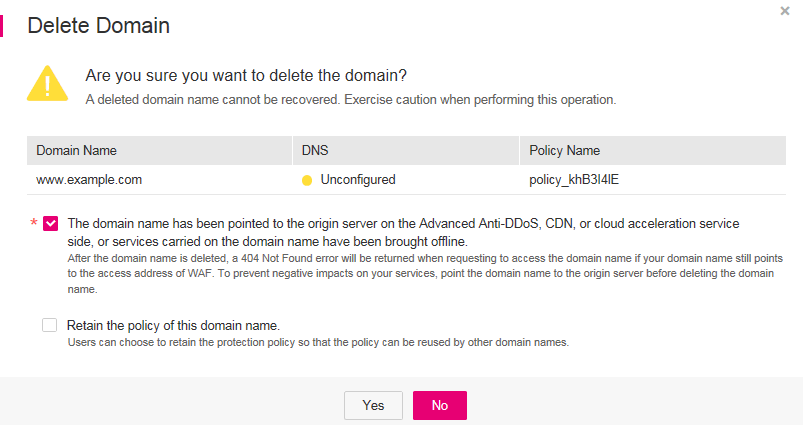 Delete Domain
Are you sure you want to delete the domain?
A deleted domain name cannot be recovered. Exercise caution when performing this operation.
Domain Name DNS Policy Name
www.example.com Unconfigured policy_khB3I4lE
* The domain name has been pointed to the origin server on the Advanced Anti-DDoS, CDN, or cloud acceleration service
side, or services carried on the domain name have been brought offline.
After the domain name is deleted, a 404 Not Found error will be returned when requesting to access the domain name if your domain name still points
to the access address of WAF. To prevent negative impacts on your services, point the domain name to the origin server before deleting the domain
name.
Retain the policy of this domain name.
Users can choose to retain the protection policy so that the policy can be reused by other domain names.
Yes No